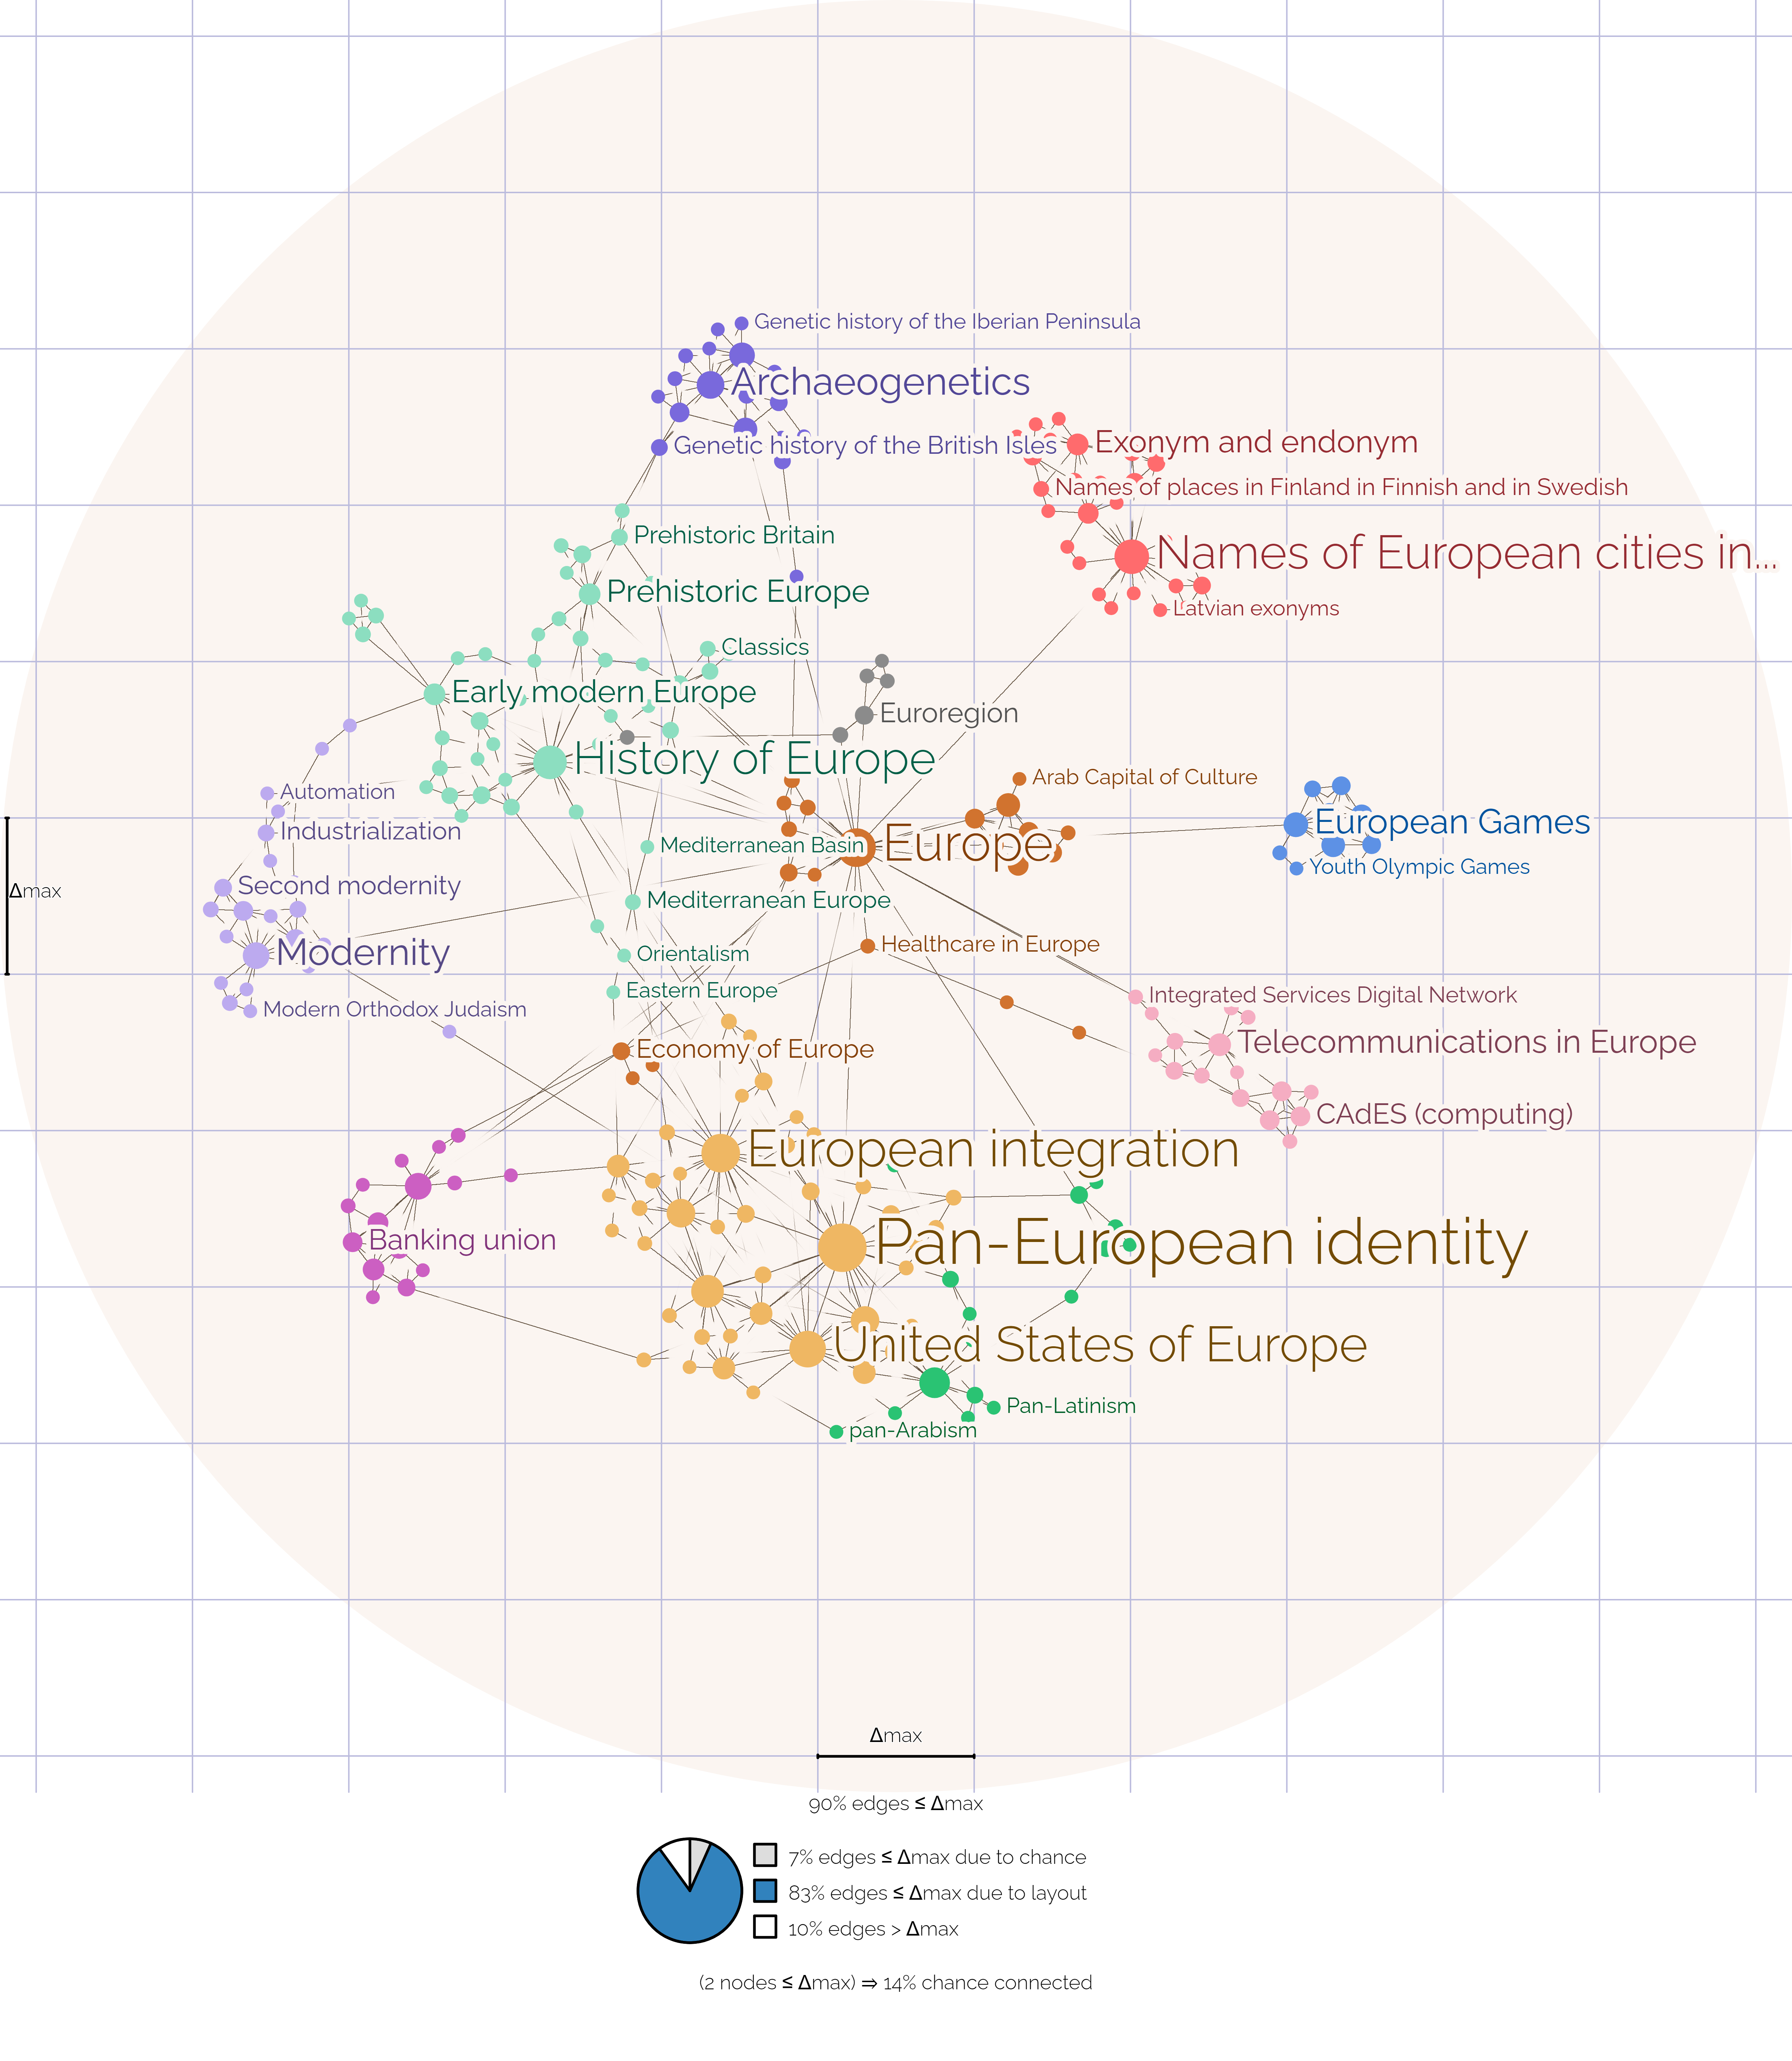 Genetic history of the Iberian Peninsula
Archaeogenetics
Exonym and endonym
Genetic history of the British Isles
Names of places in Finland in Finnish and in Swedish
Prehistoric Britain
Names of European cities in...
Prehistoric Europe
Latvian exonyms
Classics
Early modern Europe
Euroregion
History of Europe
Arab Capital of Culture
Automation
European Games
Industrialization
Mediterranean Basin
Europe
Youth Olympic Games
Second modernity
Δmax
Mediterranean Europe
Healthcare in Europe
Modernity
Orientalism
Eastern Europe
Integrated Services Digital Network
Modern Orthodox Judaism
Telecommunications in Europe
Economy of Europe
CAdES (computing)
European integration
Banking union
Pan-European identity
United States of Europe
Pan-Latinism
pan-Arabism
Δmax
90% edges ≤ Δmax
7% edges ≤ Δmax due to chance
83% edges ≤ Δmax due to layout
10% edges > Δmax
(2 nodes ≤ Δmax) ⇒ 14% chance connected